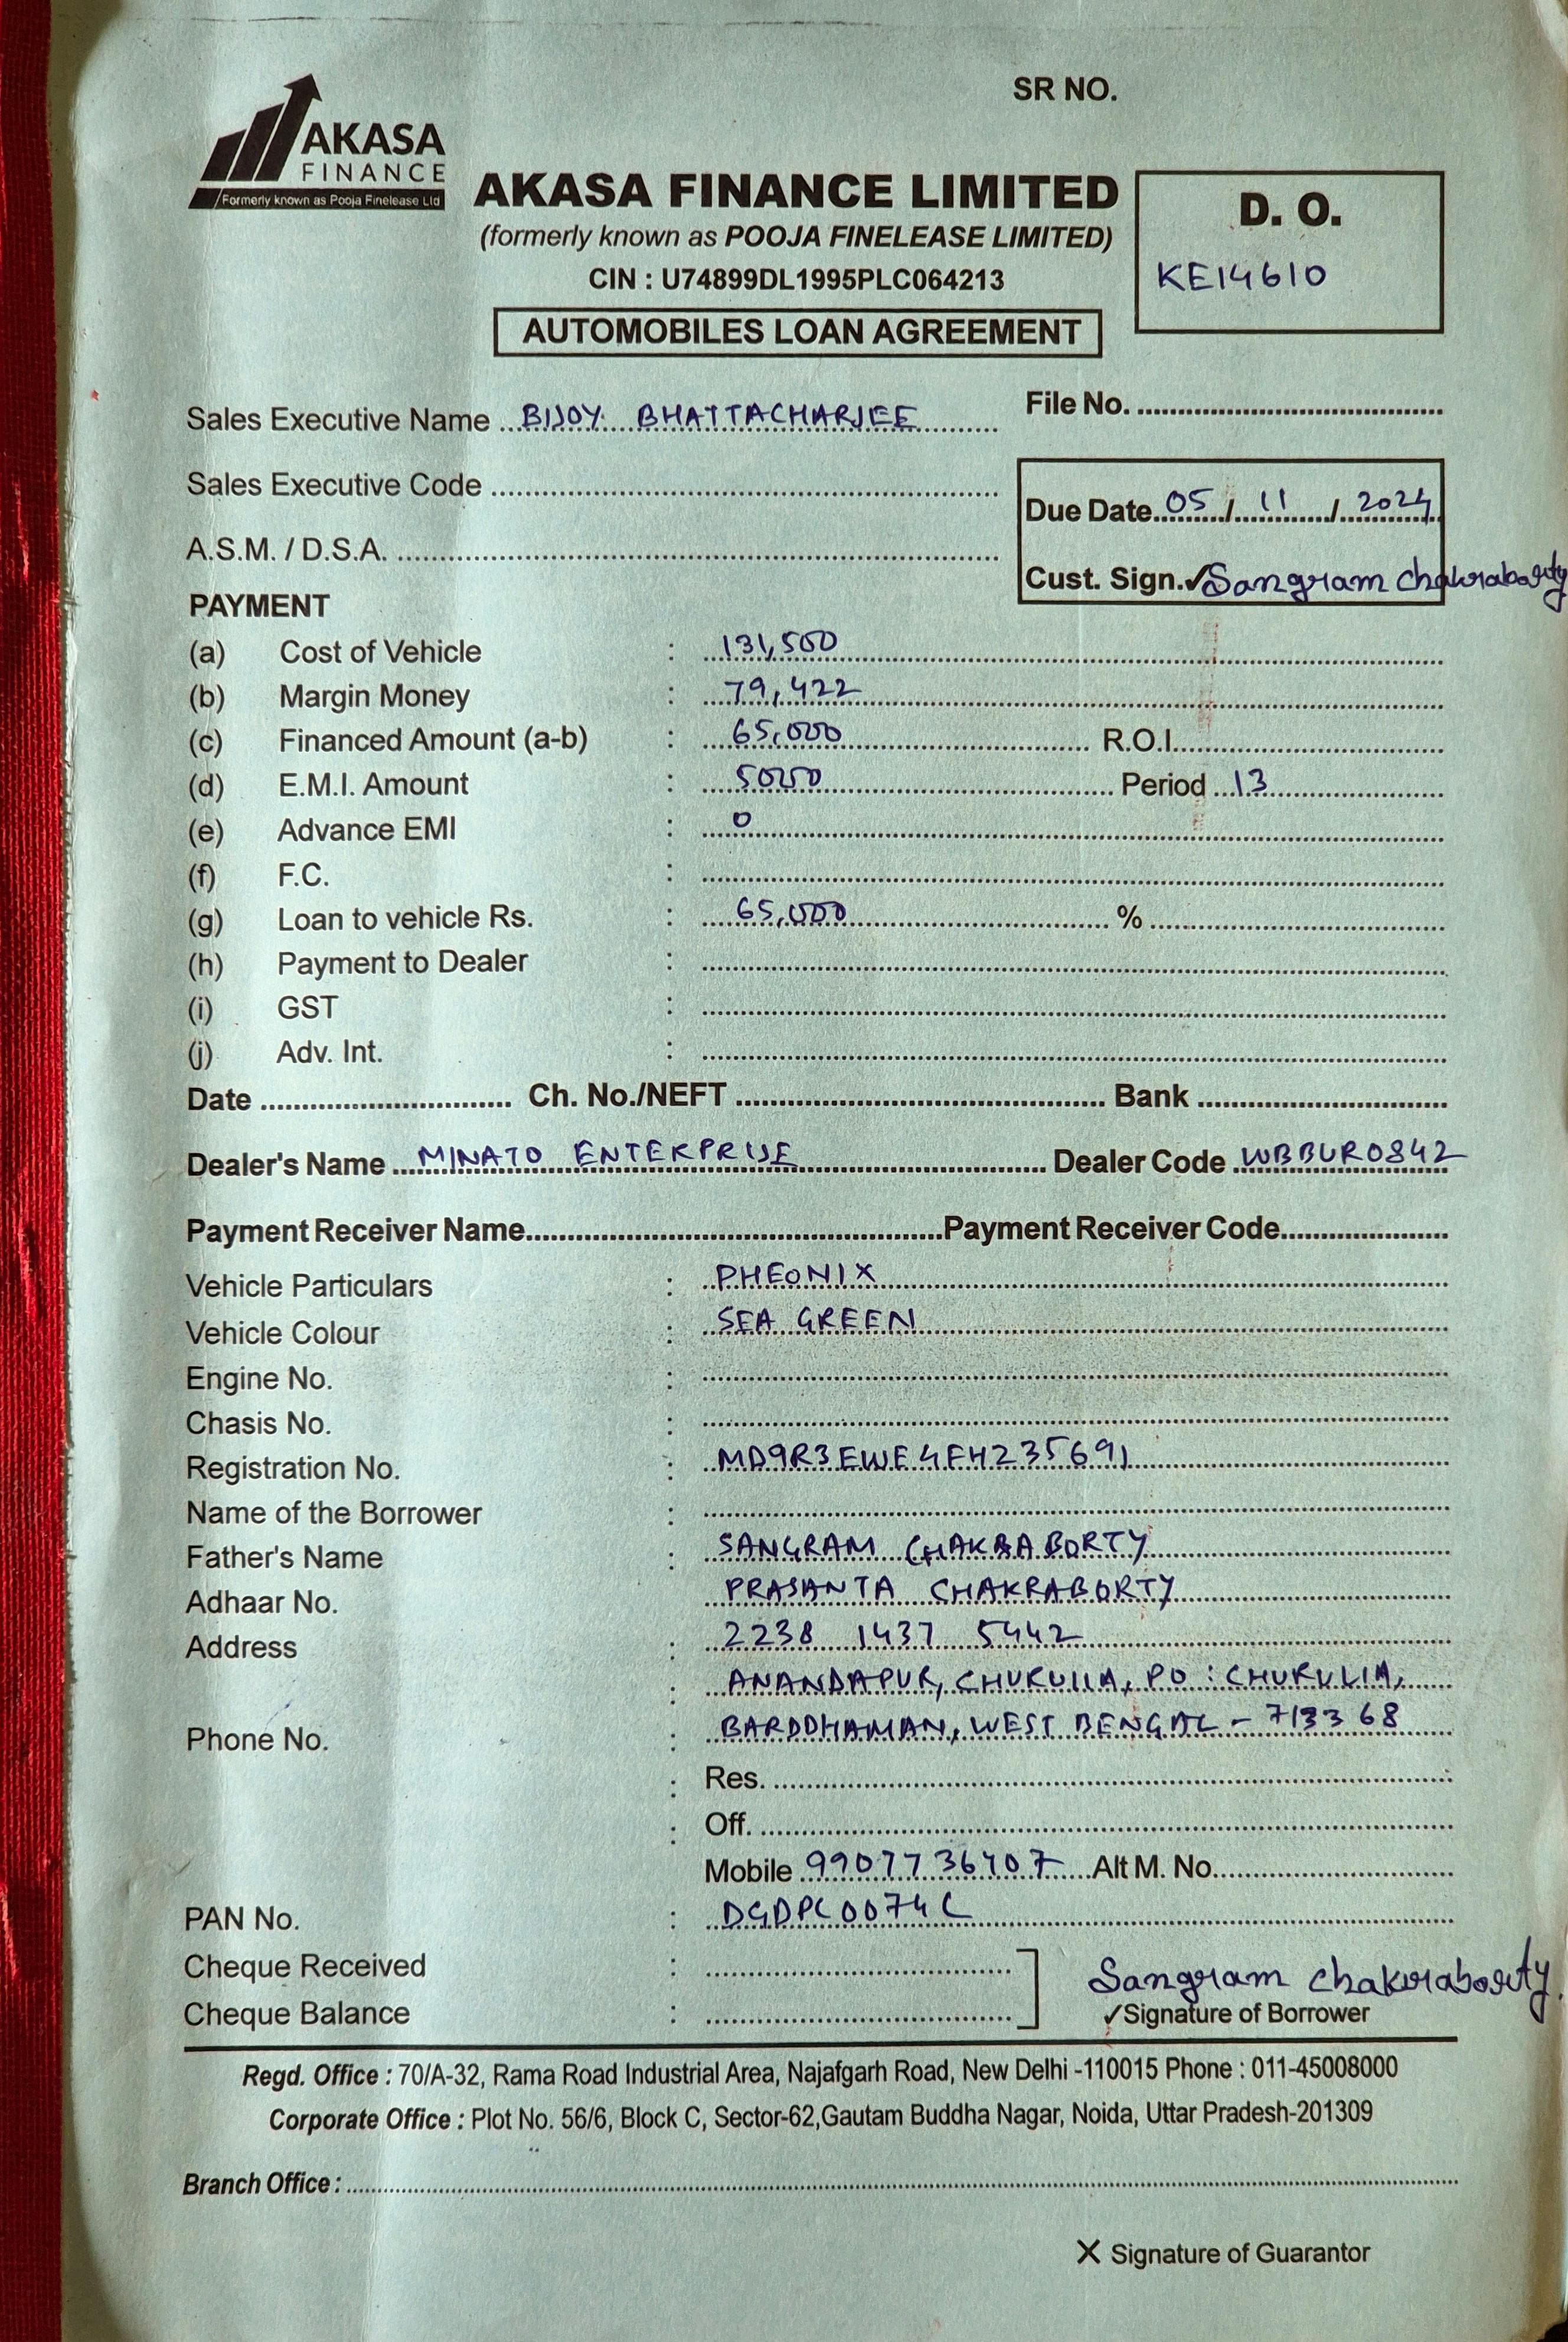 SR NO.
AKASA
FINANCE
Formerly known as Pooja Finelease Ltd
AKASA FINANCE LIMITED
(formerly known as POOJA FINELEASE LIMITED)
CIN : U74899DL1995PLC064213
AUTOMOBILES LOAN AGREEMENT
D. O.
KE14610
Sales Executive Name BIJOY BHATTACHARJEE
File No.
Sales Executive Code
Due Date 05 / 11 / 2024
A.S.M. / D.S.A.
Cust. Sign. ✓ Sangram Chakraborty
PAYMENT
(a) Cost of Vehicle : 131,500
(b) Margin Money : 79,422
(c) Financed Amount (a-b) : 65,000 R.O.I.
(d) E.M.I. Amount : 5000 Period 13
(e) Advance EMI : 0
(f) F.C. :
(g) Loan to vehicle Rs. : 65,000 %
(h) Payment to Dealer :
(i) GST :
(j) Adv. Int. :
Date Ch. No./NEFT Bank
Dealer's Name MINATO ENTERPRISE Dealer Code WBBUR0842
Payment Receiver Name Payment Receiver Code
Vehicle Particulars : PHEONIX
Vehicle Colour : SEA GREEN
Engine No. :
Chasis No. :
Registration No. : MD9R3EWE4FH235691
Name of the Borrower :
Father's Name : SANGRAM CHAKRABORTY
Adhaar No. PRASANTA CHAKRABORTY
Address : 2238 1437 5442
: ANANDAPUR, CHURULIA, PO : CHURULIA,
Phone No. : BARDDHAMAN, WEST BENGAL - 713368
: Res.
: Off.
Mobile 9907736407 Alt M. No.
PAN No. : DGDPC0074C
Cheque Received :
Sangram Chakraborty.
Cheque Balance :
✓Signature of Borrower
Regd. Office : 70/A-32, Rama Road Industrial Area, Najafgarh Road, New Delhi -110015 Phone : 011-45008000
Corporate Office : Plot No. 56/6, Block C, Sector-62,Gautam Buddha Nagar, Noida, Uttar Pradesh-201309
Branch Office :
X Signature of Guarantor